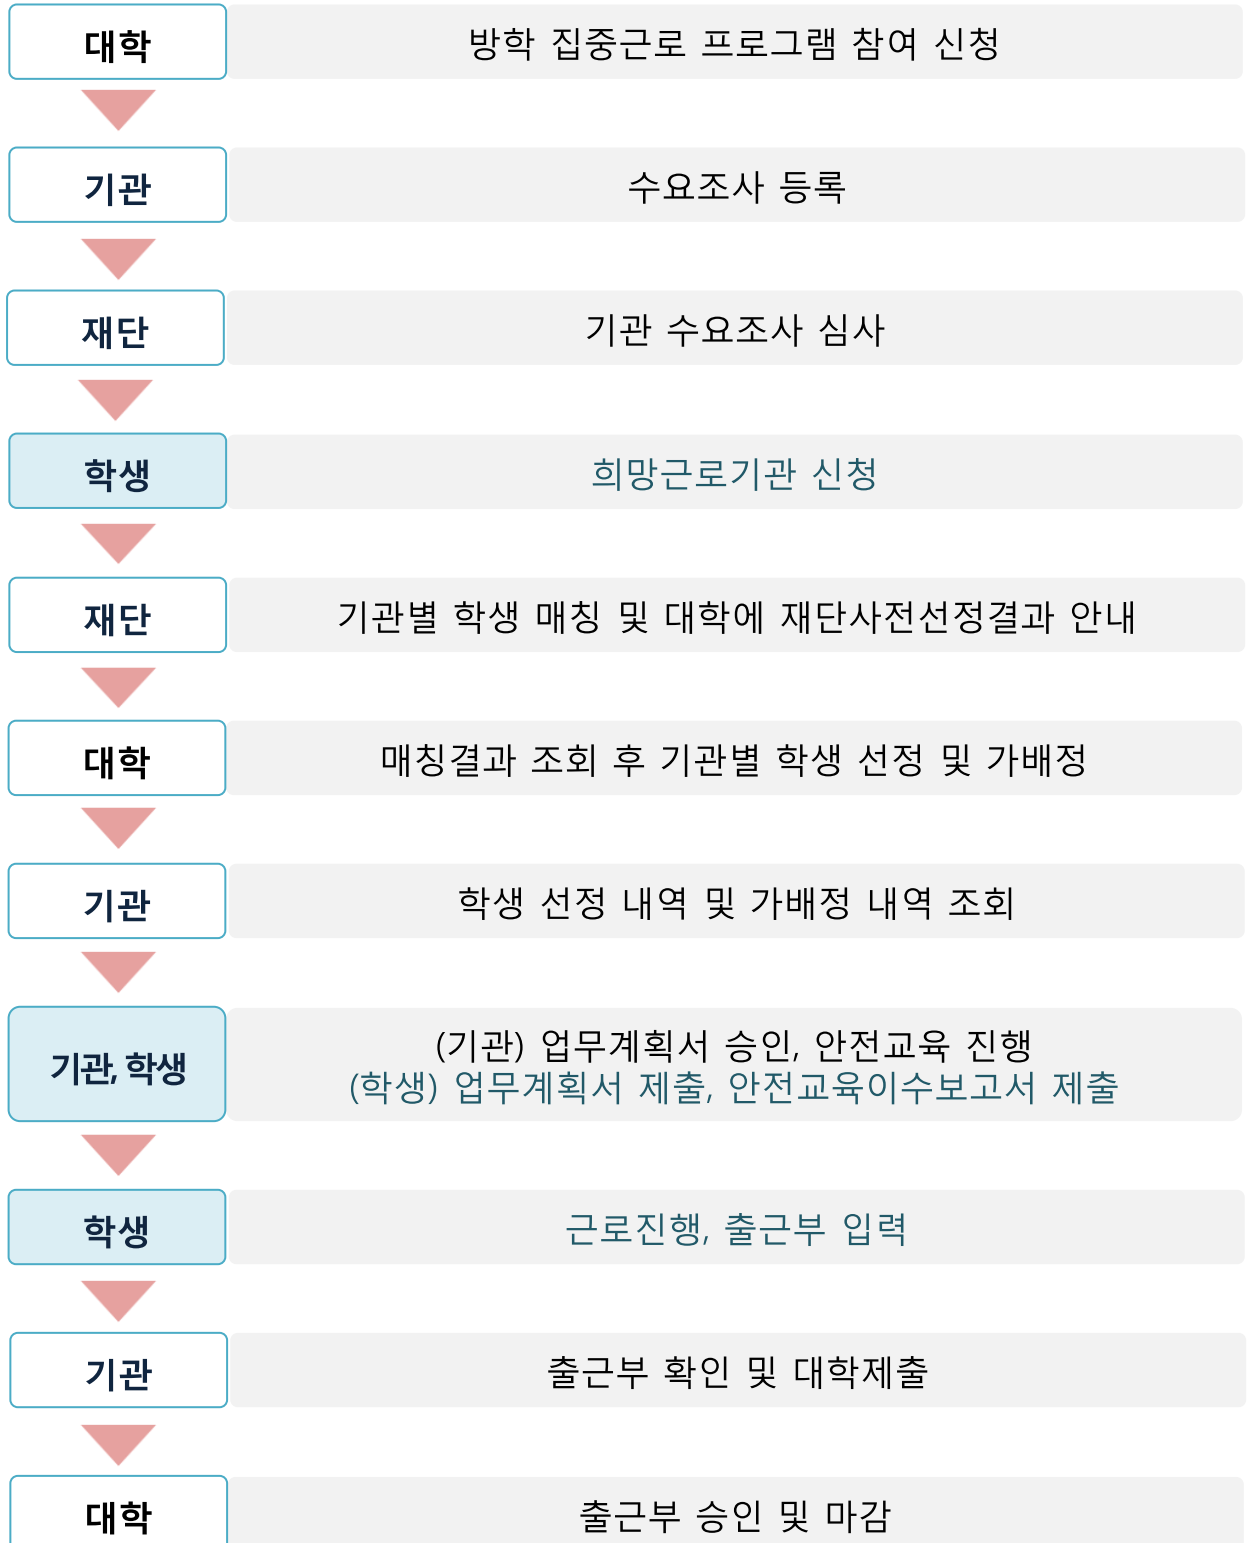 대학 방학 집중근로 프로그램 참여 신청
기관 수요조사 등록
재단 기관 수요조사 심사
학생 희망근로기관 신청
재단 기관별 학생 매칭 및 대학에 재단사전선정결과 안내
대학 매칭결과 조회 후 기관별 학생 선정 및 가배정
기관 학생 선정 내역 및 가배정 내역 조회
기관, 학생 (기관) 업무계획서 승인, 안전교육 진행
(학생) 업무계획서 제출, 안전교육이수보고서 제출
학생 근로진행, 출근부 입력
기관 출근부 확인 및 대학제출
대학 출근부 승인 및 마감